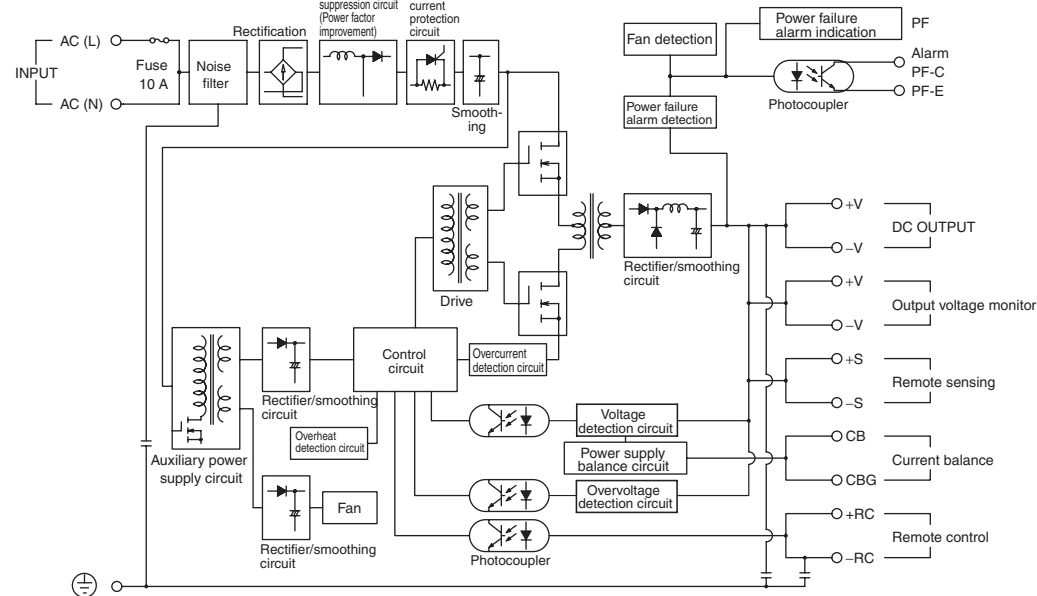 suppression circuit
(Power factor
improvement)
current
protection
circuit
Rectification
AC (L)
INPUT
Fuse
10 A
AC (N)
Noise
filter
Smooth-
ing
Fan detection
Power failure
alarm indication
PF
Alarm
PF-C
PF-E
Photocoupler
Power failure
alarm detection
Drive
Rectifier/smoothing
circuit
+V
DC OUTPUT
−V
+V
Output voltage monitor
−V
+S
Remote sensing
−S
CB
Current balance
CBG
+RC
Remote control
−RC
Control
circuit
Overcurrent
detection circuit
Rectifier/smoothing
circuit
Overheat
detection circuit
Auxiliary power
supply circuit
Voltage
detection circuit
Power supply
balance circuit
Overvoltage
detection circuit
Fan
Rectifier/smoothing
circuit
Photocoupler